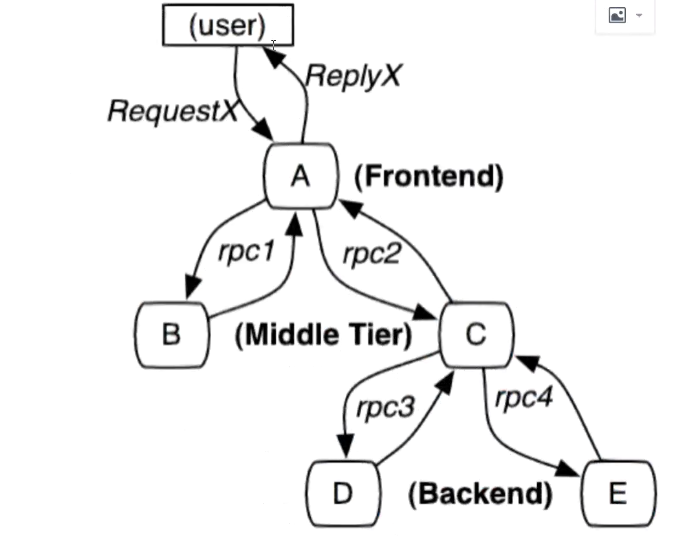 (user)
ReplyX
RequestX
A
(Frontend)
rpc1
rpc2
B
(Middle Tier)
C
rpc3
rpc4
D
(Backend)
E